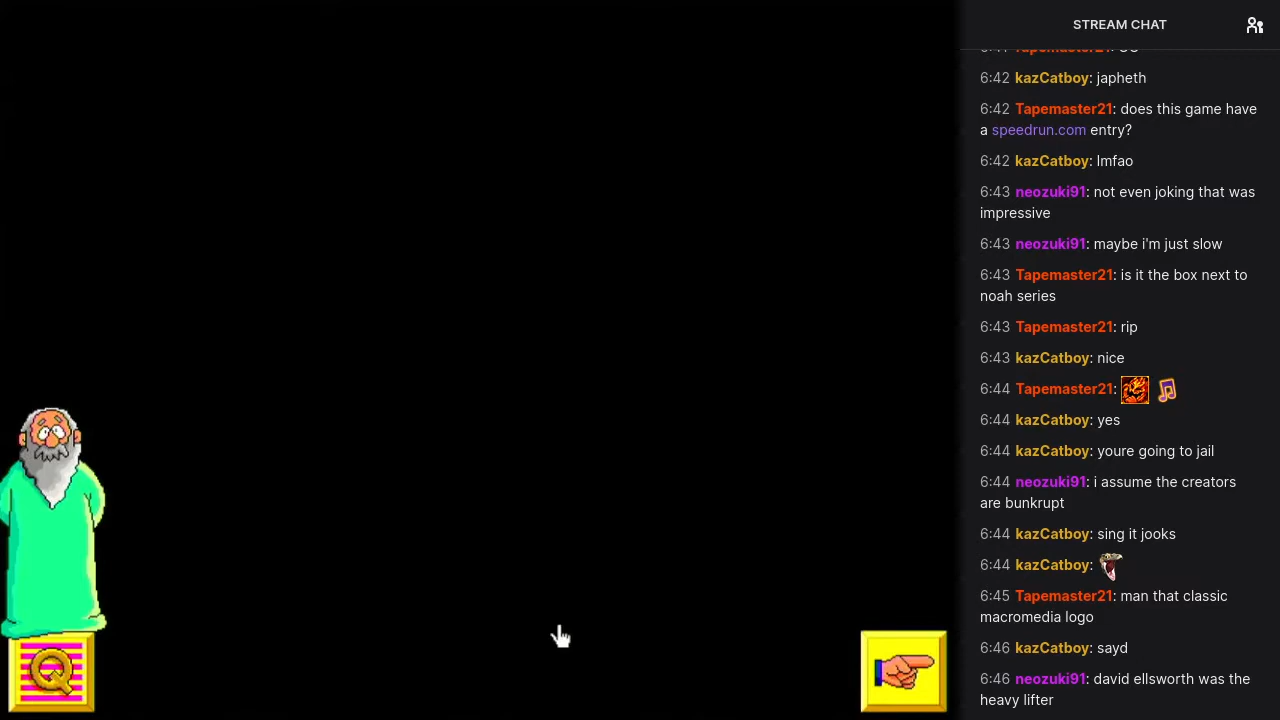 STREAM CHAT
6:42 kazCatboy: japheth
6:42 Tapemaster21: does this game have
a speedrun.com entry?
6:42 kazCatboy: lmfao
6:43 neozuki91: not even joking that was
impressive
6:43 neozuki91: maybe i'm just slow
6:43 Tapemaster21: is it the box next to
noah series
6:43 Tapemaster21: rip
6:43 kazCatboy: nice
6:44 Tapemaster21:
6:44 kazCatboy: yes
6:44 kazCatboy: youre going to jail
6:44 neozuki91: i assume the creators
are bunkrupt
6:44 kazCatboy: sing it jooks
6:44 kazCatboy:
6:45 Tapemaster21: man that classic
macromedia logo
6:46 kazCatboy: sayd
6:46 neozuki91: david ellsworth was the
heavy lifter
Q